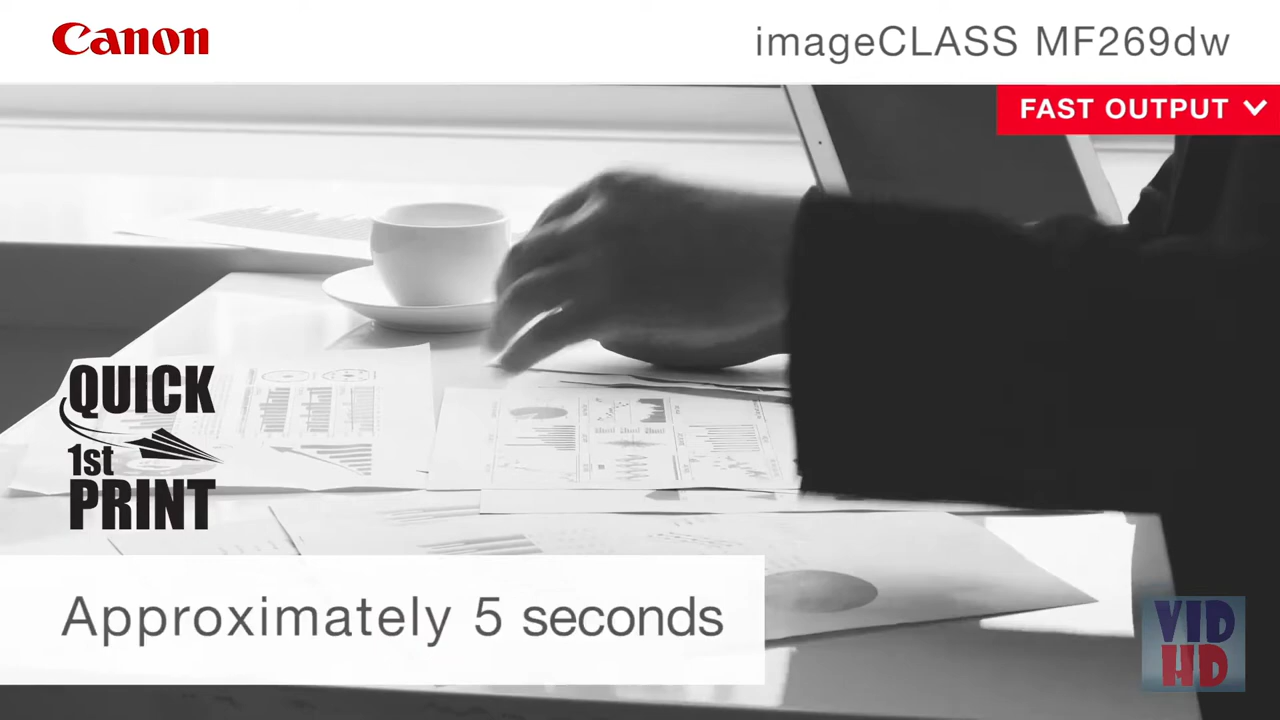 Canon
imageCLASS MF269dw
FAST OUTPUT
QUICK
1st
PRINT
Approximately 5 seconds
VID
HD